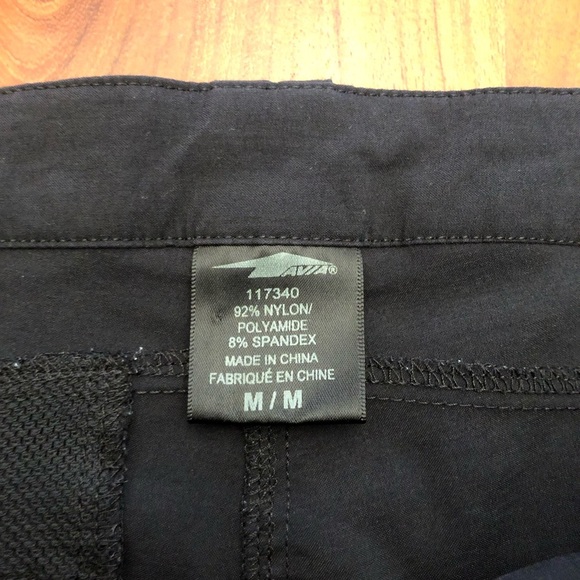 AVIA®
117340
92% NYLON/
POLYAMIDE
8% SPANDEX
MADE IN CHINA
FABRIQUÉ EN CHINE
M / M